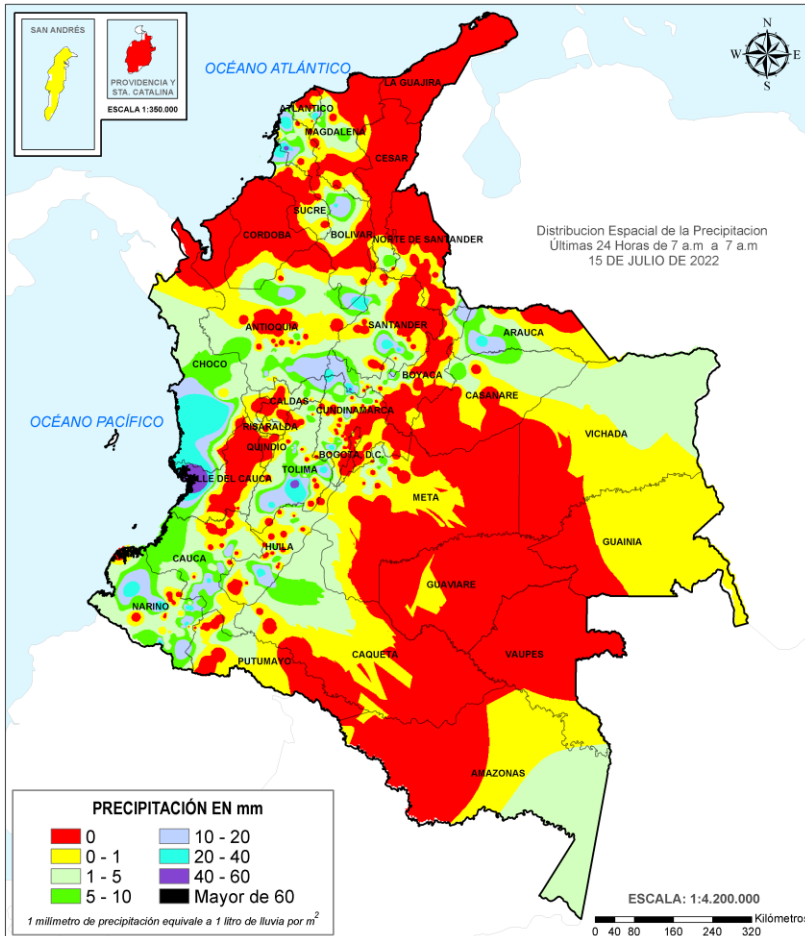 SAN ANDRÉS
PROVIDENCIA Y
STA. CATALINA
ESCALA 1:350.000
OCÉANO ATLÁNTICO
N
W
E
S
LA GUAJIRA
ATLANTICO
MAGDALENA
CESAR
SUCRE
CORDOBA
BOLIVAR
NORTE DE SANTANDER
Distribucion Espacial de la Precipitacion
Últimas 24 Horas de 7 a.m a 7 a.m
15 DE JULIO DE 2022
ANTIOQUIA
SANTANDER
ARAUCA
CHOCO
BOYACA
CASANARE
CALDAS
CUNDINAMARCA
OCÉANO PACÍFICO
RISARALDA
VICHADA
QUINDIO
BOGOTA, D.C.
TOLIMA
LLE DEL CAUCA
META
GUAINIA
HUILA
CAUCA
GUAVIARE
NARIÑO
PUTUMAYO
CAQUETA
VAUPES
AMAZONAS
PRECIPITACIÓN EN mm
0
10 - 20
0 - 1
20 - 40
1 - 5
40 - 60
5 - 10
Mayor de 60
1 milímetro de precipitación equivale a 1 litro de lluvia por m2
ESCALA: 1:4.200.000
Kilómetros
0 40 80 160 240 320